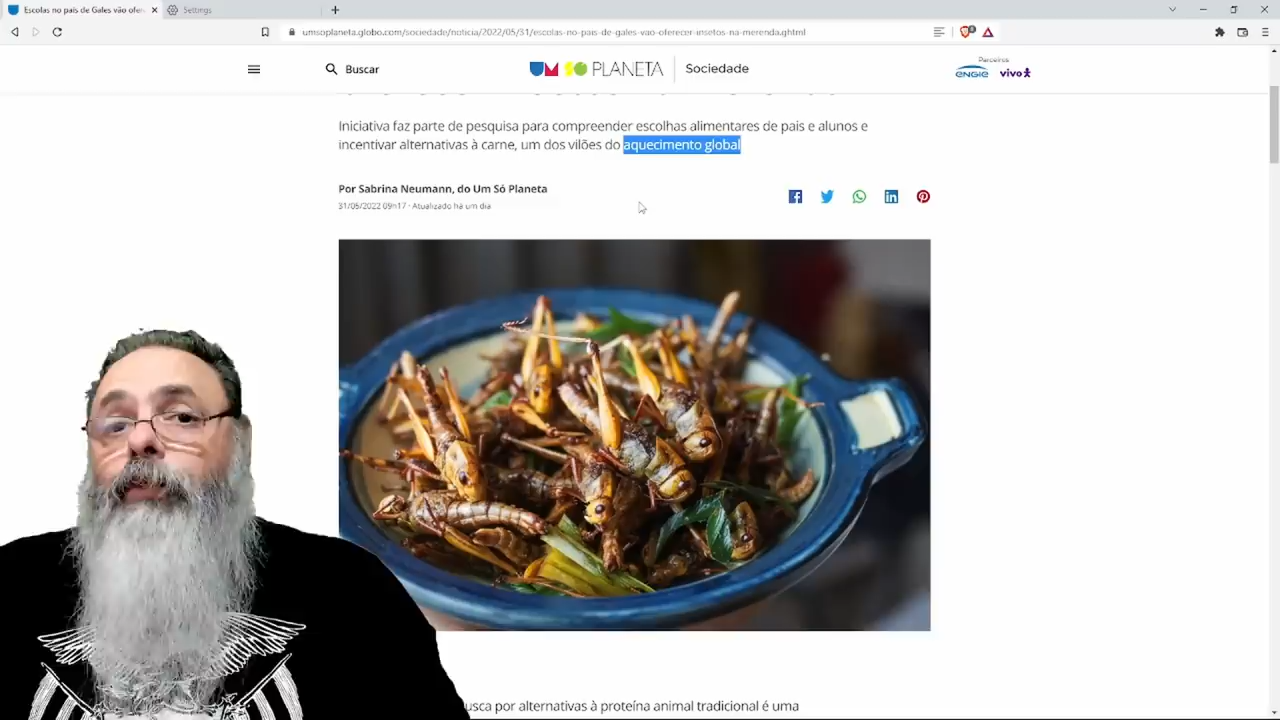 Escolas no país de Gales vão ofer
Settings
umsoplaneta.globo.com/sociedade/noticia/2022/05/31/escolas-no-pais-de-gales-vao-oferecer-insetos-na-merenda.ghtml
Buscar
UM SÓ PLANETA
Sociedade
Parceiros
ENGIE
vivo
Iniciativa faz parte de pesquisa para compreender escolhas alimentares de pais e alunos e
incentivar alternativas à carne, um dos vilões do aquecimento global
Por Sabrina Neumann, do Um Só Planeta
31/05/2022 09h17 · Atualizado há um dia
usca por alternativas à proteína animal tradicional é uma